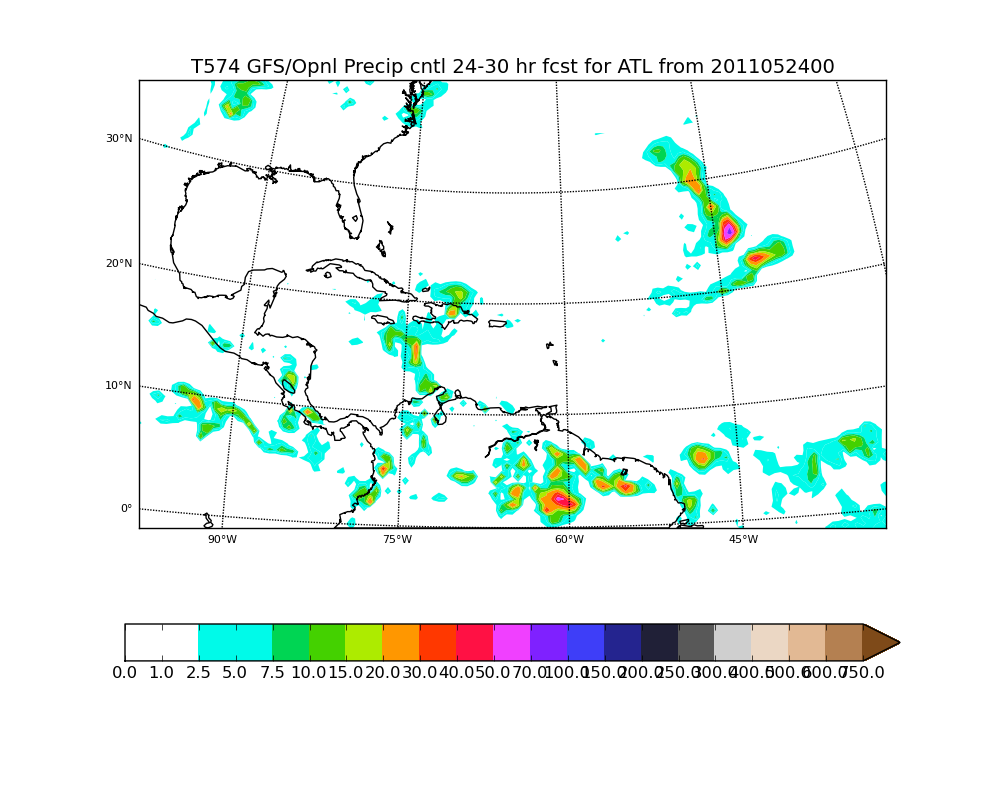 T574 GFS/Opnl Precip cntl 24-30 hr fcst for ATL from 2011052400
30°N
20°N
10°N
0°
90°W 75°W 60°W 45°W
0.0 1.0 2.5 5.0 7.5 10.0 15.0 20.0 30.0 40.0 50.0 70.0 100.0 150.0 200.0 250.0 300.0 400.0 500.0 600.0 750.0